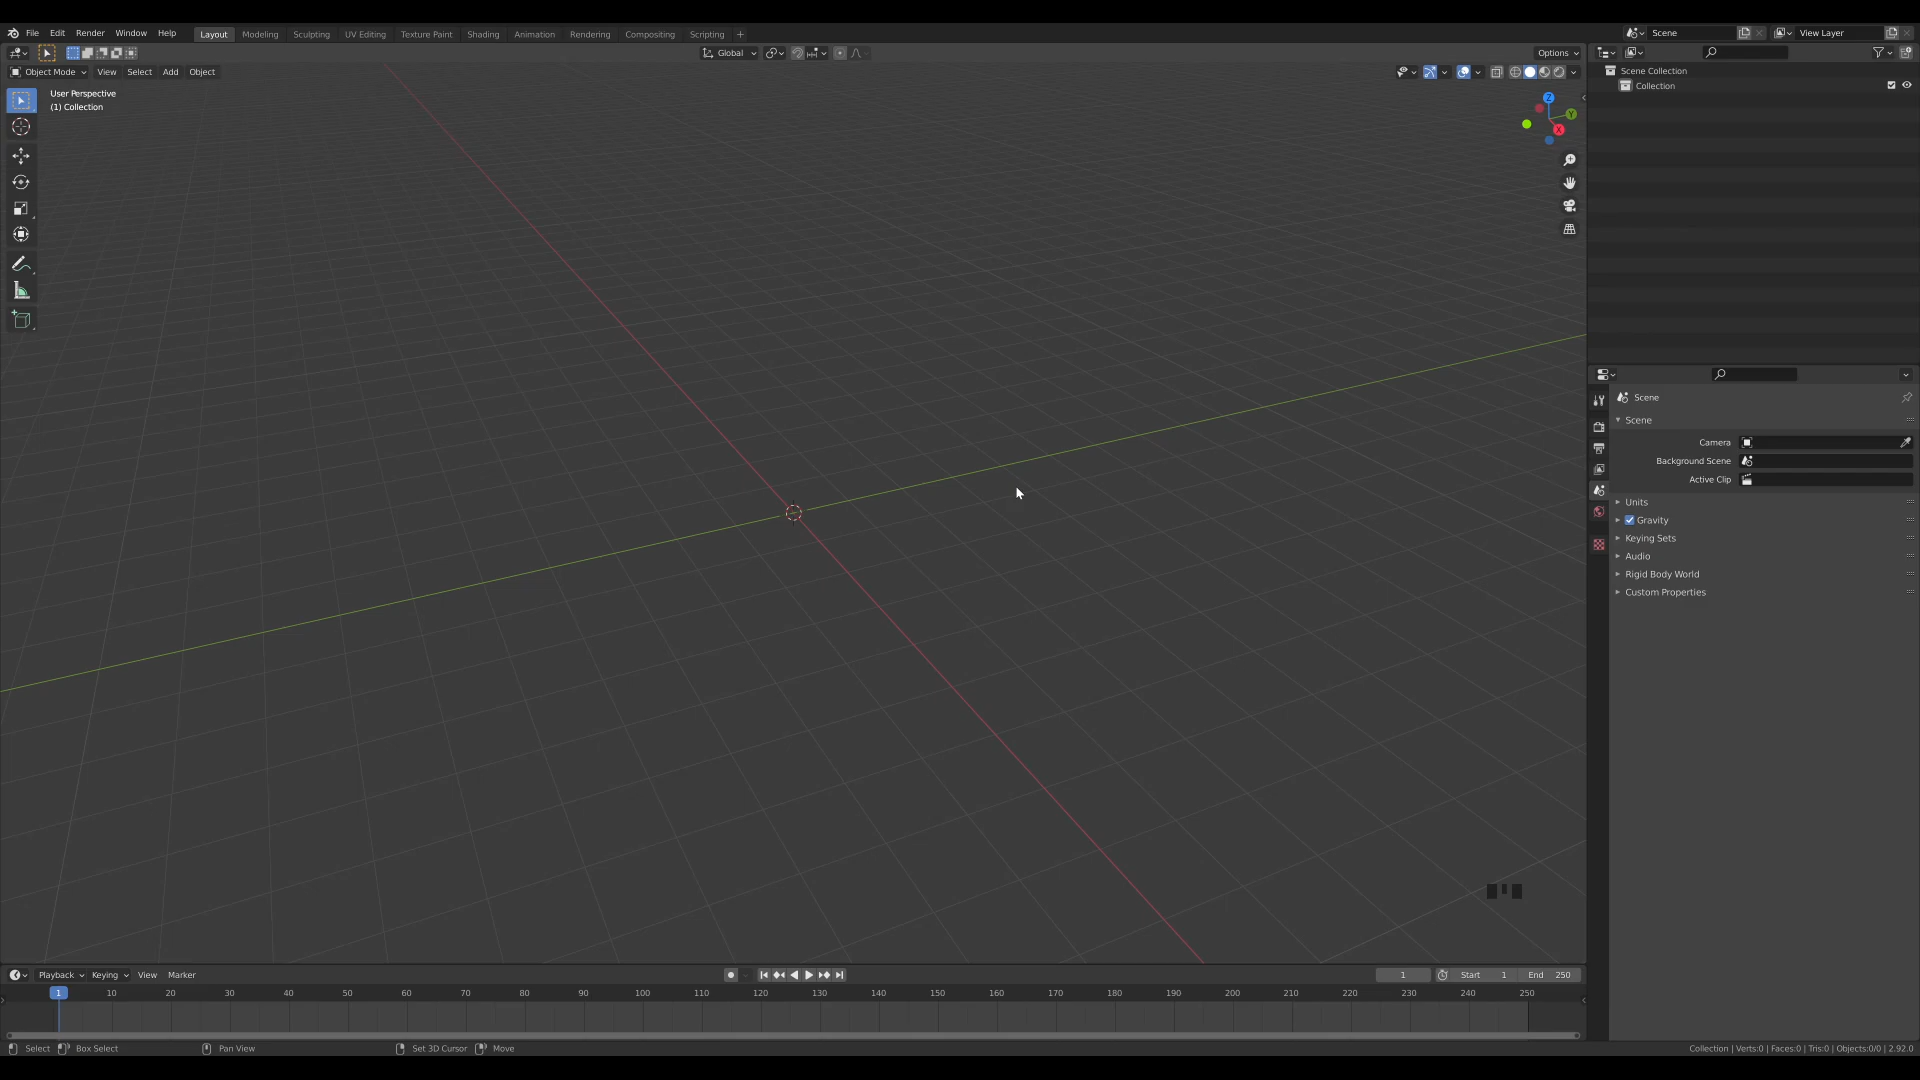 File Edit Render Window Help Layout Modeling Sculpting UV Editing Texture Paint Shading Animation Rendering Compositing Scripting + Scene View Layer
Global Options
Object Mode View Select Add Object
User Perspective
(1) Collection
Z
Y
X
Scene Collection
Collection
Scene
Scene
Camera
Background Scene
Active Clip
Units
Gravity
Keying Sets
Audio
Rigid Body World
Custom Properties
Playback Keying View Marker 1 Start 1 End 250
1 10 20 30 40 50 60 70 80 90 100 110 120 130 140 150 160 170 180 190 200 210 220 230 240 250
Select Box Select Pan View Set 3D Cursor Move Collection | Verts:0 | Faces:0 | Tris:0 | Objects:0/0 | 2.92.0